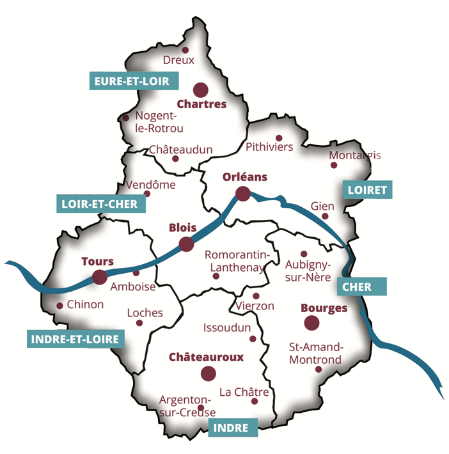 Dreux
EURE-ET-LOIR
Chartres
Nogent-
le-Rotrou
Châteaudun
Pithiviers
Montargis
Vendôme
Orléans
LOIRET
LOIR-ET-CHER
Gien
Blois
Tours
Romorantin-
Lanthenay
Aubigny-
sur-Nère
Amboise
CHER
Chinon
Vierzon
Loches
Bourges
Issoudun
INDRE-ET-LOIRE
St-Amand-
Montrond
Châteauroux
La Châtre
Argenton-
sur-Creuse
INDRE